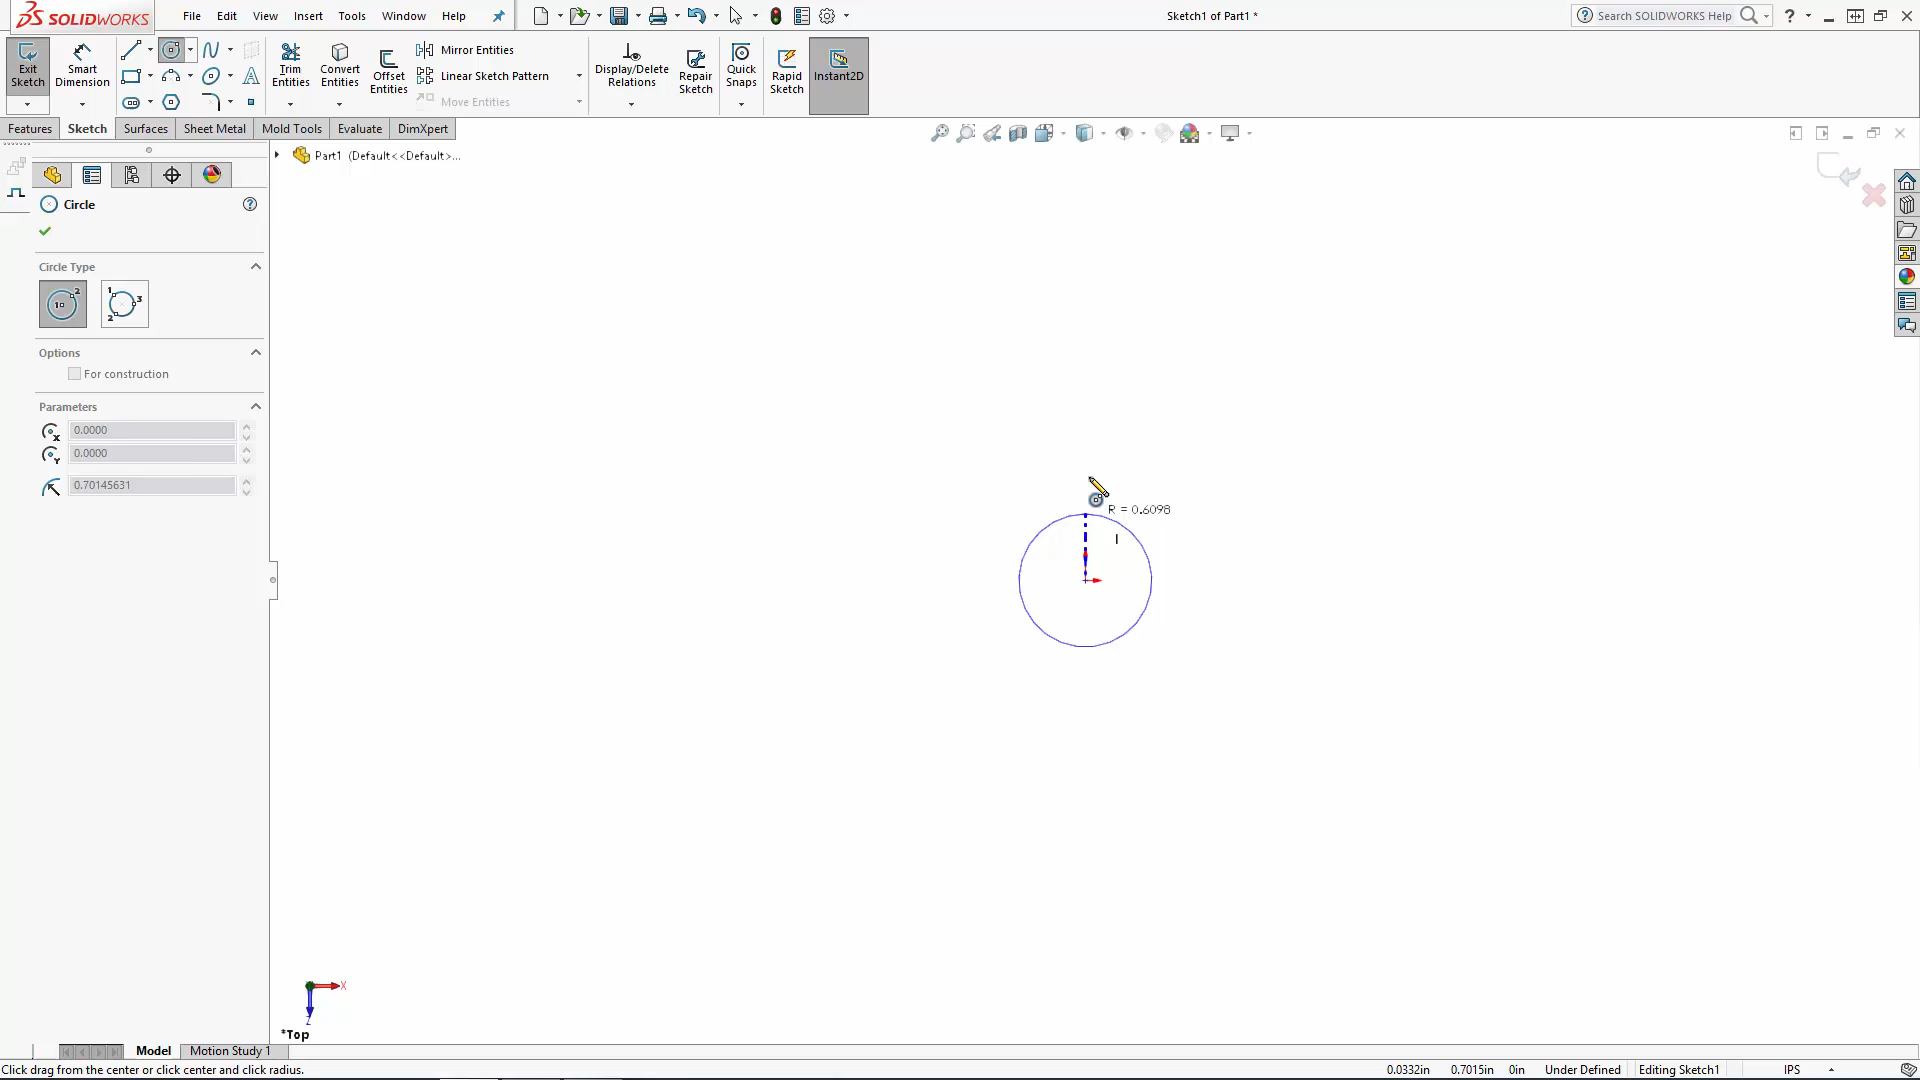 SOLIDWORKS
File Edit View Insert Tools Window Help
Sketch1 of Part1 *
Search SOLIDWORKS Help
Exit Sketch
Smart Dimension
Trim Entities
Convert Entities
Offset Entities
Mirror Entities
Linear Sketch Pattern
Move Entities
Display/Delete Relations
Repair Sketch
Quick Snaps
Rapid Sketch
Instant2D
Features Sketch Surfaces Sheet Metal Mold Tools Evaluate DimXpert
Part1 (Default<<Default>...
Circle
Circle Type
Options
For construction
Parameters
0.0000
0.0000
0.70145631
R = 0.6098
X
Z
*Top
Model Motion Study 1
Click drag from the center or click center and click radius.
0.0332in 0.7015in 0in Under Defined Editing Sketch1 IPS